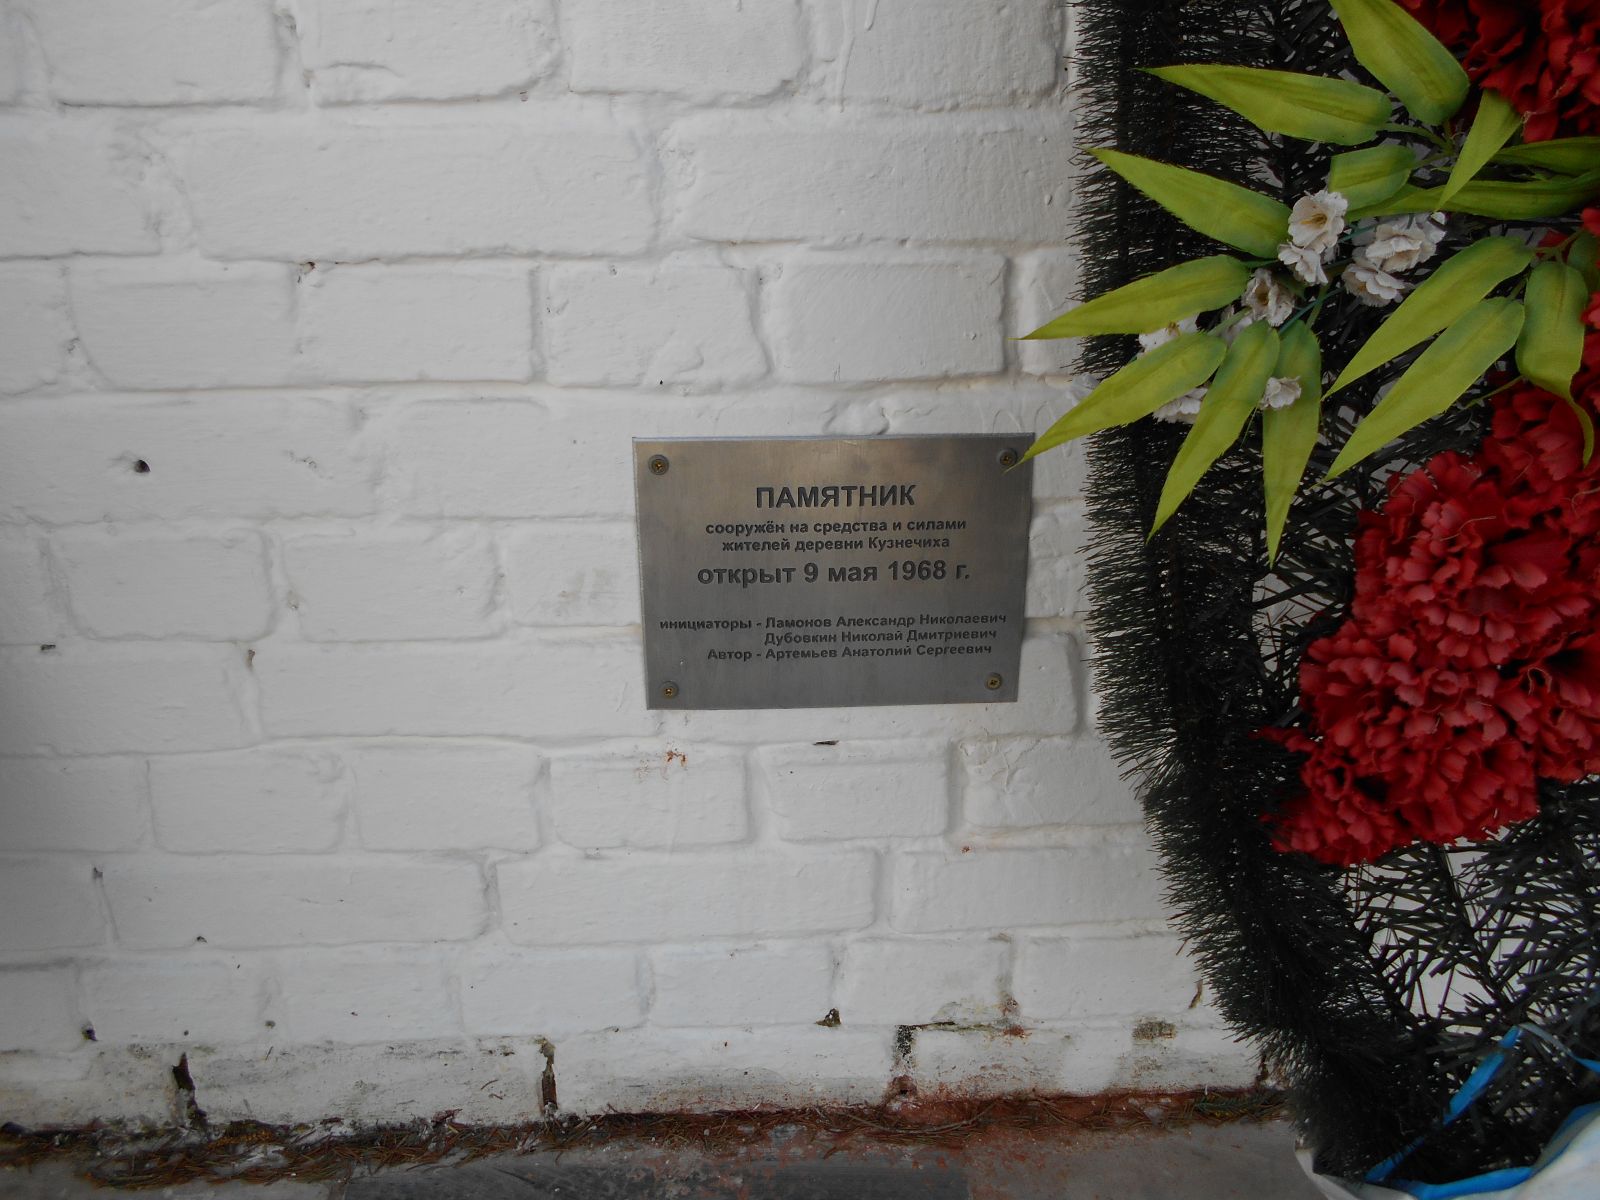 ПАМЯТНИК
сооружён на средства и силами
жителей деревни Кузнечиха
открыт 9 мая 1968 г.
инициаторы - Ламонов Александр Николаевич
Дубовкин Николай Дмитриевич
Автор - Артемьев Анатолий Сергеевич